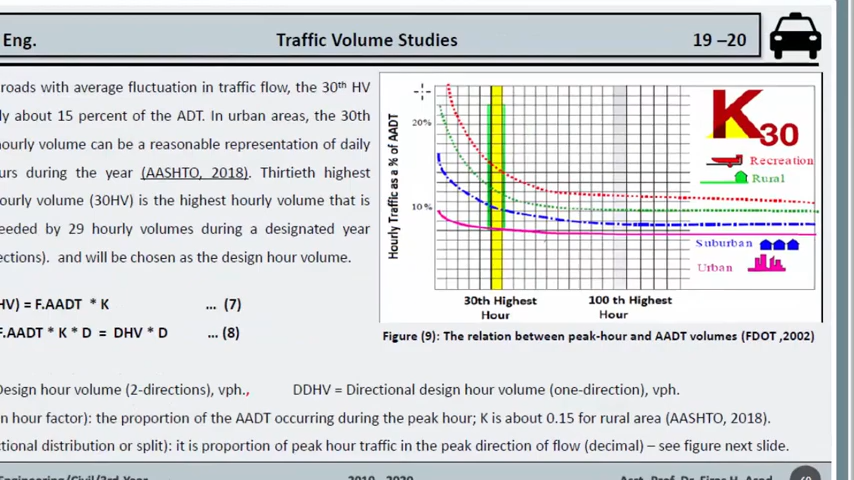 Eng.
Traffic Volume Studies
19 –20
roads with average fluctuation in traffic flow, the 30th HV
ly about 15 percent of the ADT. In urban areas, the 30th
hourly volume can be a reasonable representation of daily
urs during the year (AASHTO, 2018). Thirtieth highest
ourly volume (30HV) is the highest hourly volume that is
eeded by 29 hourly volumes during a designated year
ections). and will be chosen as the design hour volume.
HV) = F.AADT * K ... (7)
F.AADT * K * D = DHV * D ... (8)
Hourly Traffic as a % of AADT
20%
10%
K30
Recreation
Rural
Suburban
Urban
30th Highest
Hour
100 th Highest
Hour
Figure (9): The relation between peak-hour and AADT volumes (FDOT ,2002)
Design hour volume (2-directions), vph., DDHV = Directional design hour volume (one-direction), vph.
n hour factor): the proportion of the AADT occurring during the peak hour; K is about 0.15 for rural area (AASHTO, 2018).
ctional distribution or split): it is proportion of peak hour traffic in the peak direction of flow (decimal) – see figure next slide.